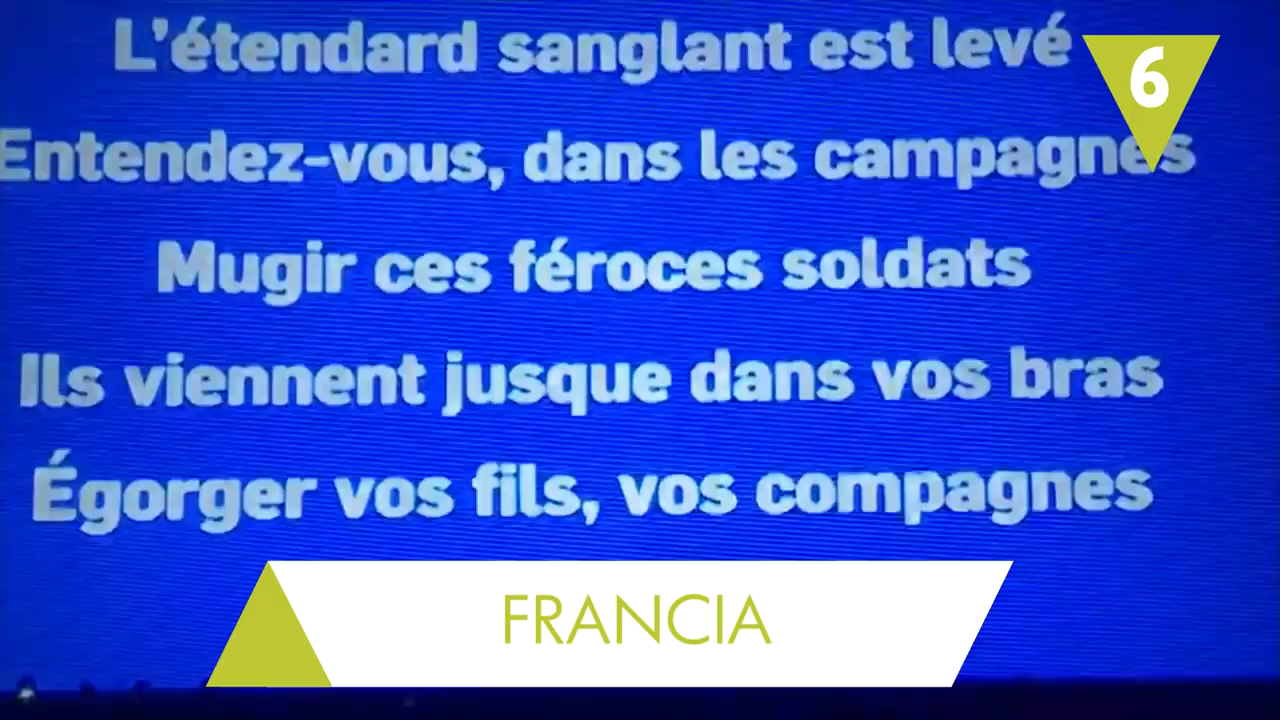 L'étendard sanglant est levé
6
Entendez-vous, dans les campagnes
Mugir ces féroces soldats
Ils viennent jusque dans vos bras
Égorger vos fils, vos compagnes
FRANCIA